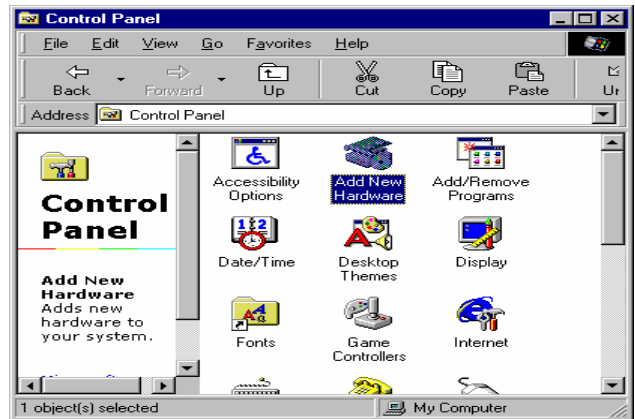 Control Panel
File Edit View Go Favorites Help
Back Forward Up Cut Copy Paste
Address Control Panel
Control
Panel
Add New
Hardware
Adds new
hardware to
your system.
Accessibility
Options
Add New
Hardware
Add/Remove
Programs
Date/Time
Desktop
Themes
Display
Fonts
Game
Controllers
Internet
1 object(s) selected
My Computer